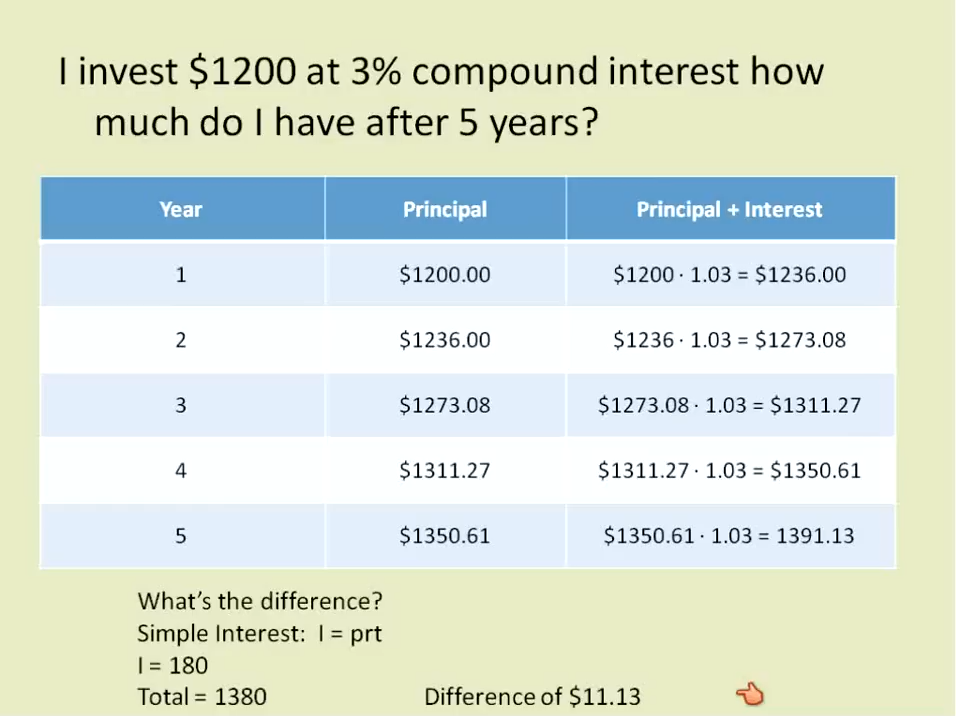 I invest $1200 at 3% compound interest how
much do I have after 5 years?
Year Principal Principal + Interest
1 $1200.00 $1200 · 1.03 = $1236.00
2 $1236.00 $1236 · 1.03 = $1273.08
3 $1273.08 $1273.08 · 1.03 = $1311.27
4 $1311.27 $1311.27 · 1.03 = $1350.61
5 $1350.61 $1350.61 · 1.03 = 1391.13
What's the difference?
Simple Interest: I = prt
I = 180
Total = 1380 Difference of $11.13